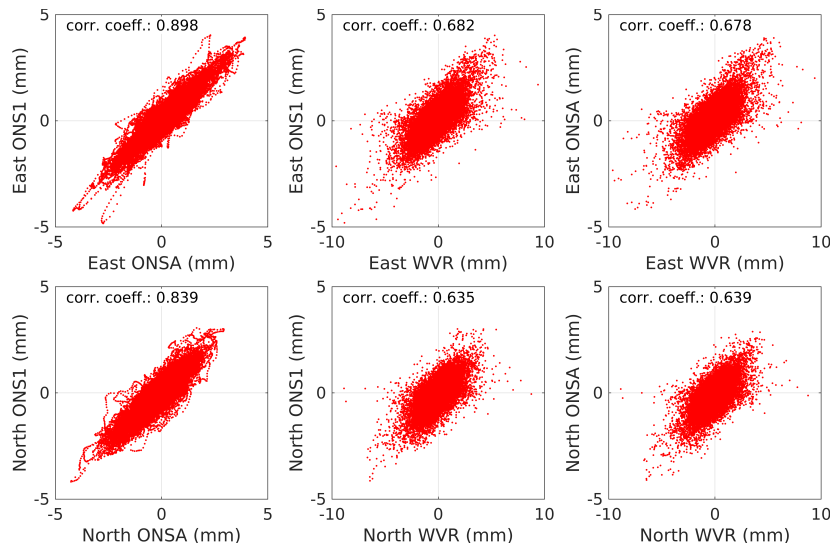 corr. coeff.: 0.898
5
0
-5
-5
0
5
East ONS1 (mm)
East ONSA (mm)
corr. coeff.: 0.682
5
0
-5
-10
0
10
East ONS1 (mm)
East WVR (mm)
corr. coeff.: 0.678
5
0
-5
-10
0
10
East ONSA (mm)
East WVR (mm)
corr. coeff.: 0.839
5
0
-5
-5
0
5
North ONS1 (mm)
North ONSA (mm)
corr. coeff.: 0.635
5
0
-5
-10
0
10
North ONS1 (mm)
North WVR (mm)
corr. coeff.: 0.639
5
0
-5
-10
0
10
North ONSA (mm)
North WVR (mm)